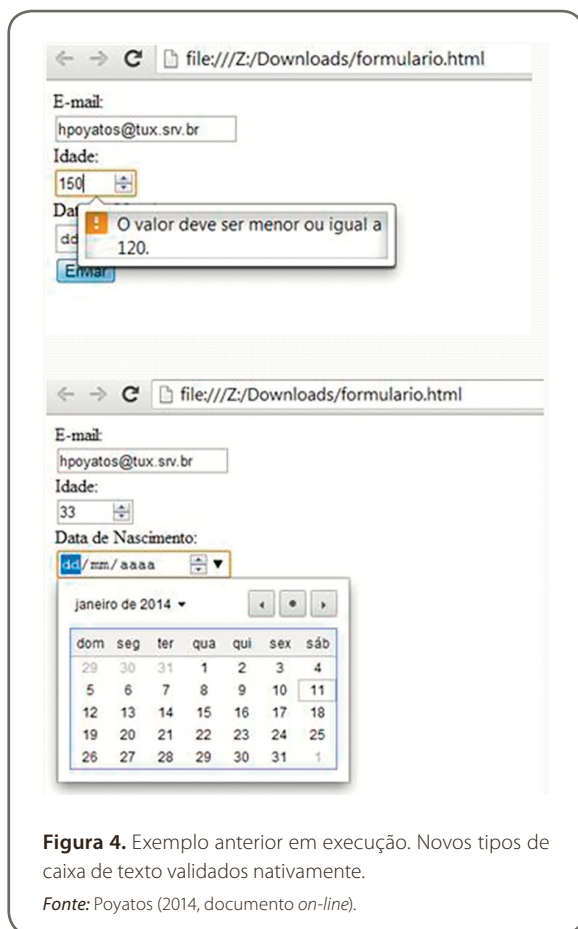 file:///Z:/Downloads/formulario.html
E-mail:
hpoyatos@tux.srv.br
Idade:
150
Dat
O valor deve ser menor ou igual a
120.
dd
Enviar
file:///Z:/Downloads/formulario.html
E-mail:
hpoyatos@tux.srv.br
Idade:
33
Data de Nascimento:
dd/mm/aaaa
janeiro de 2014
dom seg ter qua qui sex sáb
29 30 31 1 2 3 4
5 6 7 8 9 10 11
12 13 14 15 16 17 18
19 20 21 22 23 24 25
26 27 28 29 30 31 1
Figura 4. Exemplo anterior em execução. Novos tipos de
caixa de texto validados nativamente.
Fonte: Poyatos (2014, documento on-line).